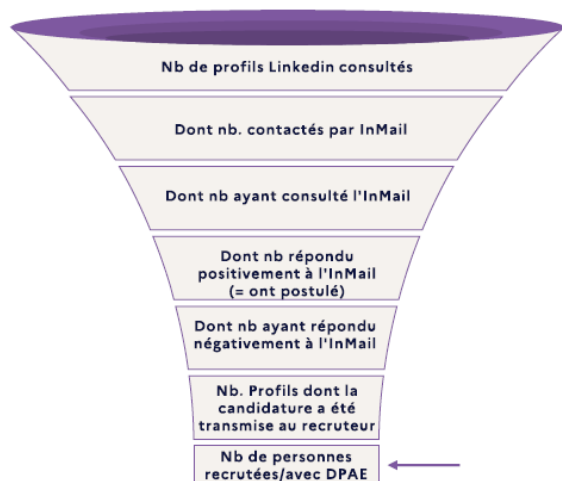 Nb de profils Linkedin consultés
Dont nb. contactés par InMail
Dont nb ayant consulté l'InMail
Dont nb répondu
positivement à l'InMail
(= ont postulé)
Dont nb ayant répondu
négativement à l'InMail
Nb. Profils dont la
candidature a été
transmise au recruteur
Nb de personnes
recrutées/avec DPAE